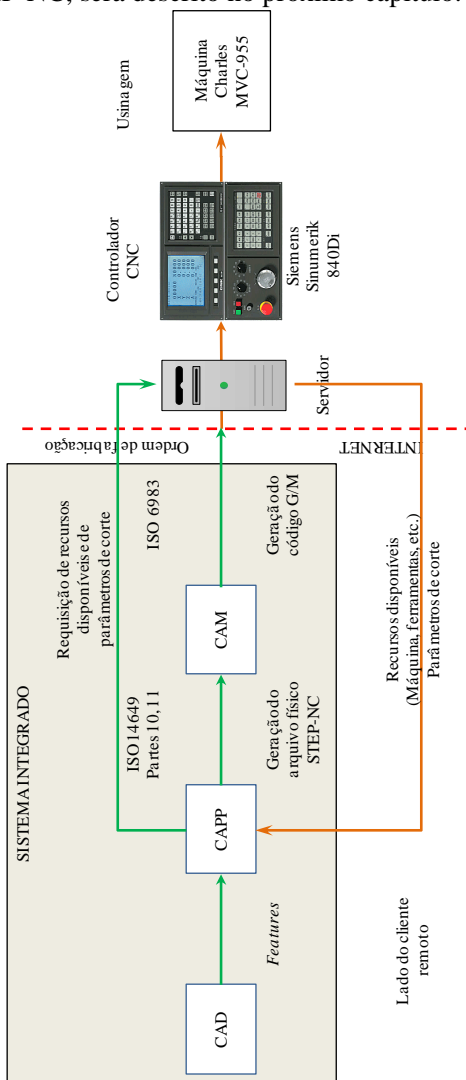 P-NC, será descrito no próximo capítulo.
SISTEMA INTEGRADO
CAD
Features
CAPP
ISO14649
Partes 10, 11
Geração do
arquivo físico
STEP-NC
CAM
ISO 6983
Geração do
código G/M
Requisição de recursos
disponíveis e de
parâmetros de corte
Ordem de fabricação
INTERNET
Lado do cliente
remoto
Recursos disponíveis
(Máquina, ferramentas, etc.)
Parâmetros de corte
Servidor
Controlador
CNC
Siemens
Sinumerik
840Di
Usinagem
Máquina
Charles
MVC-955